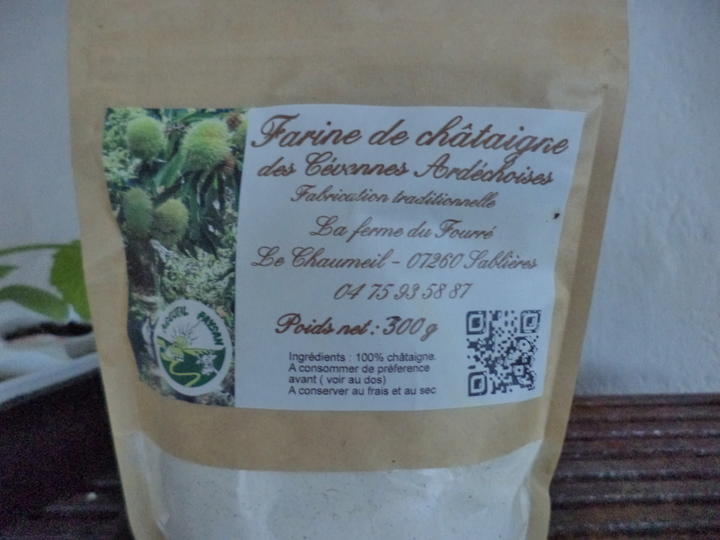 Farine de châtaigne
des Cévennes Ardéchoises
Fabrication traditionnelle
La ferme du Fourré
Le Chaumeil - 07260 Sablières
04 75 93 58 87
Poids net : 300 g
Ingrédients : 100% châtaigne.
A consommer de préference
avant ( voir au dos)
A conserver au frais et au sec
ACCUEIL PAYSAN